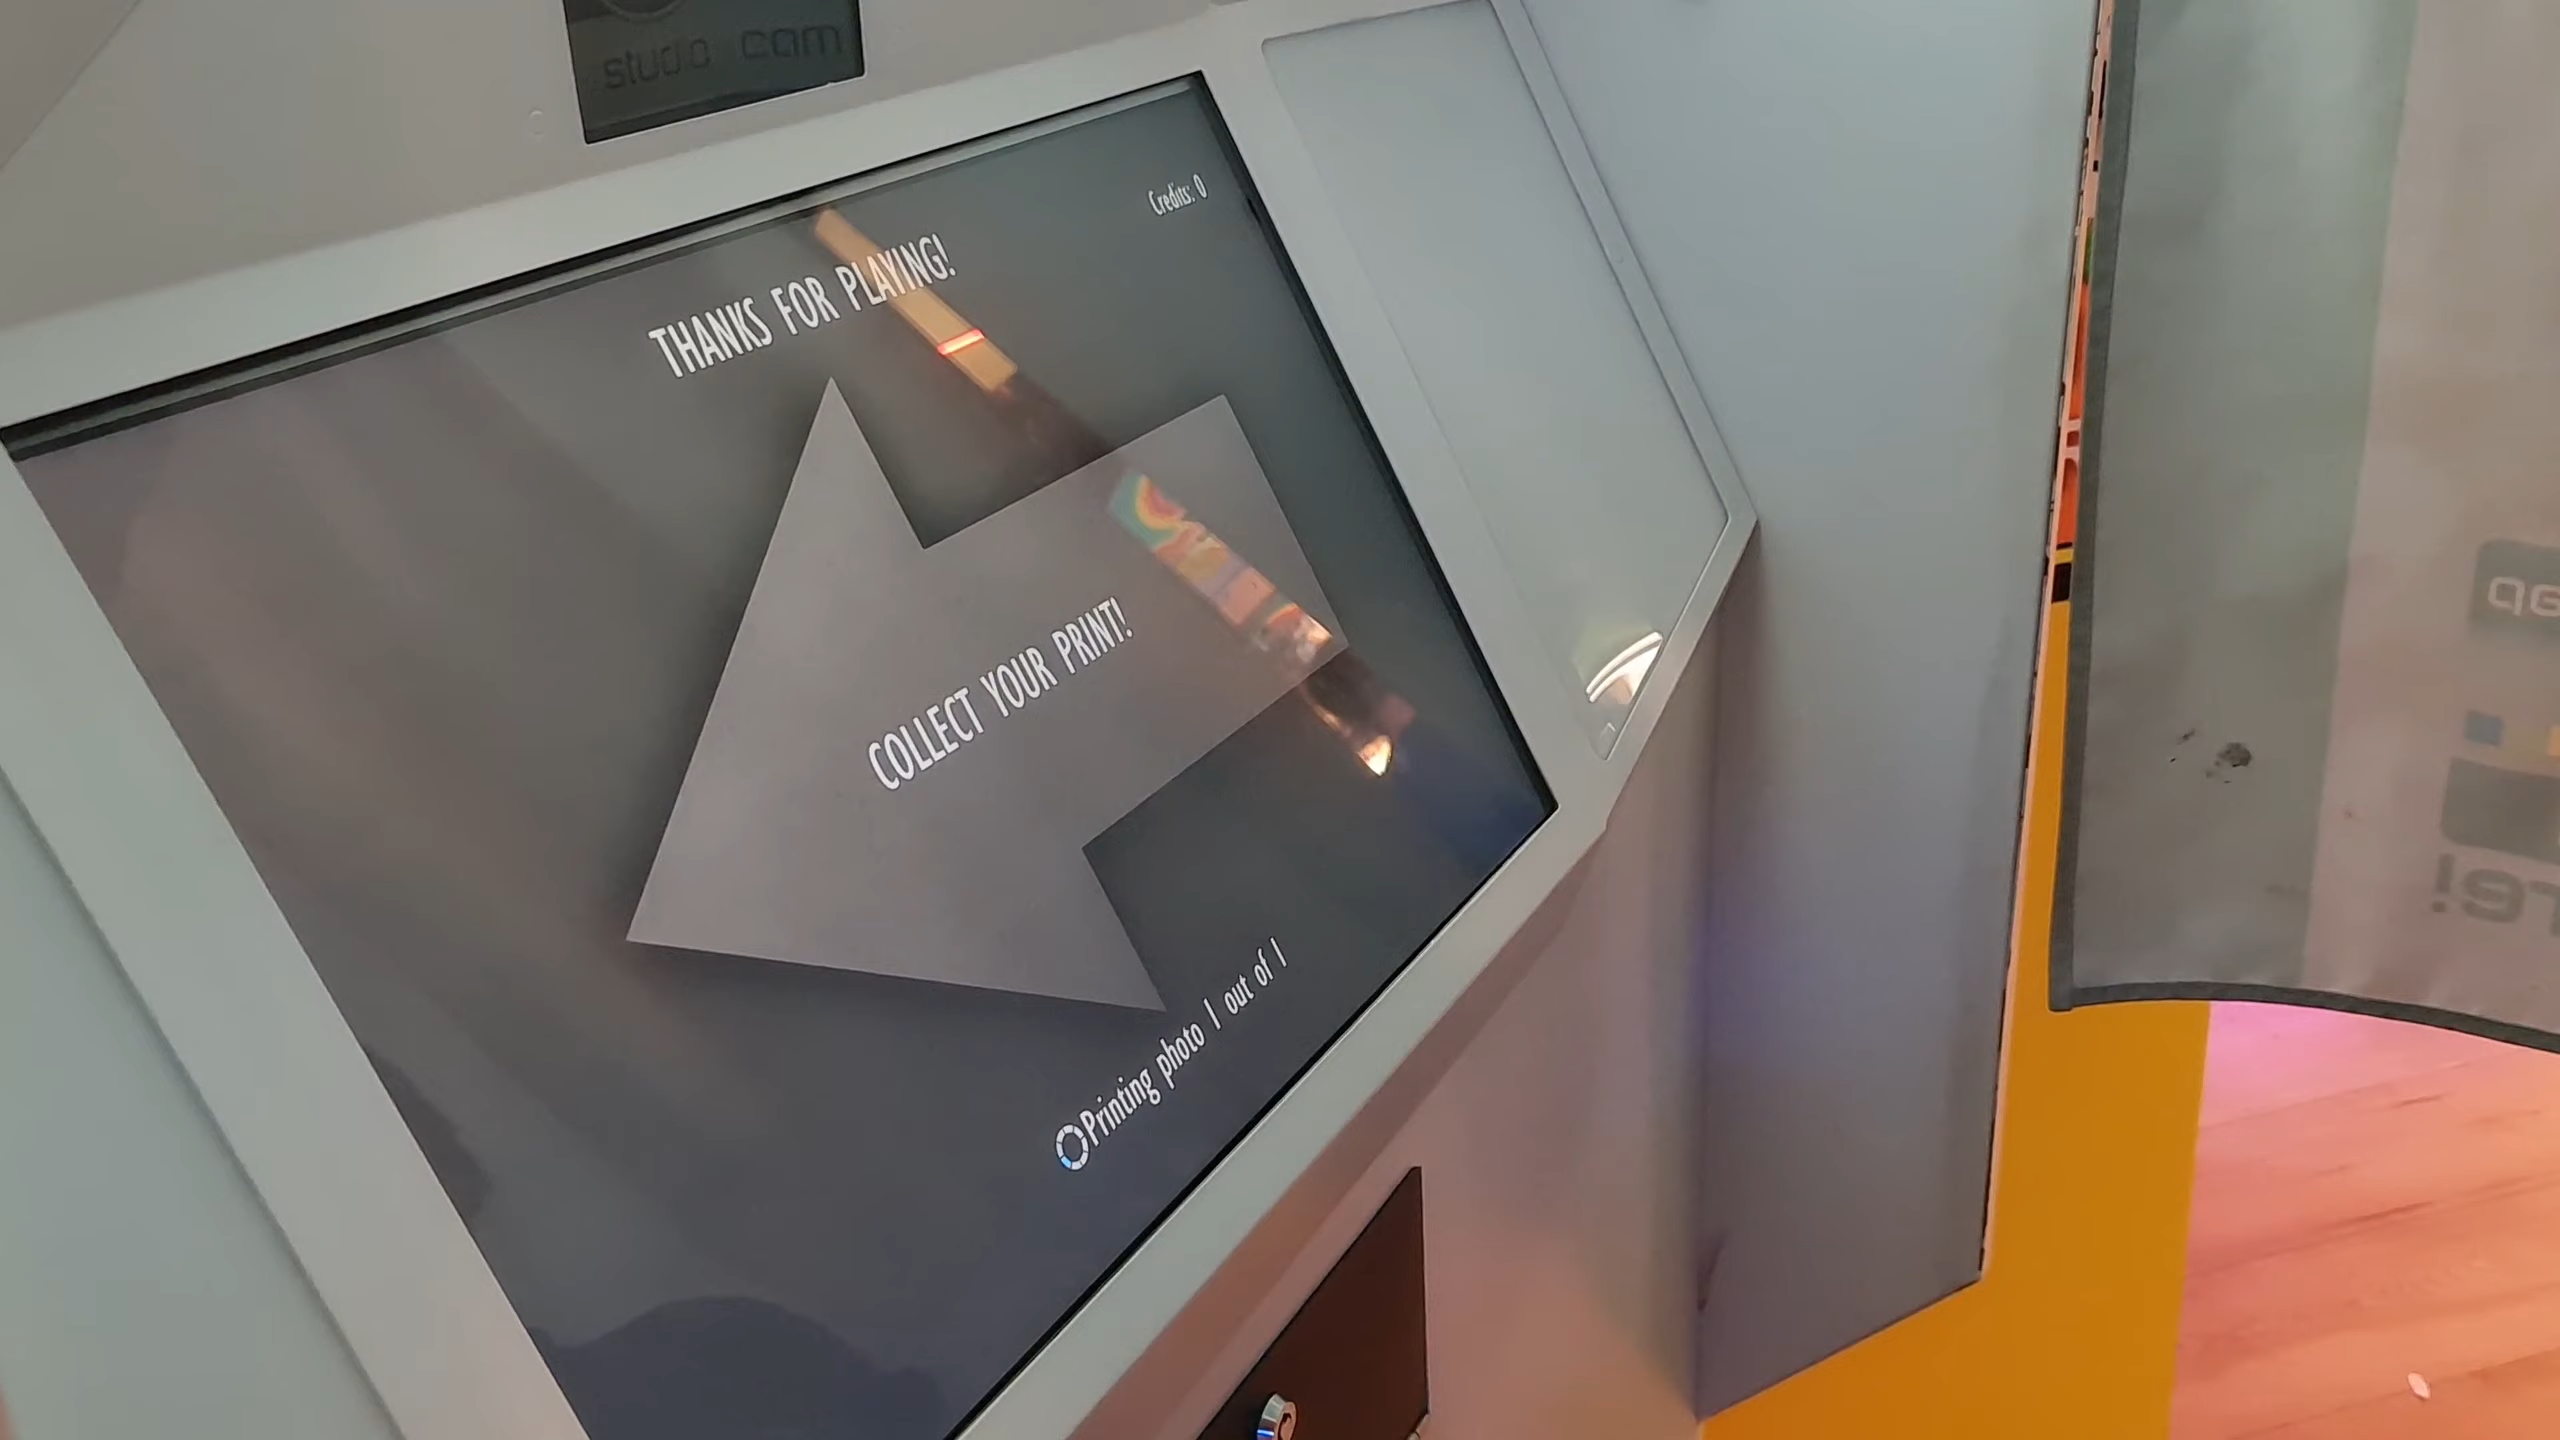 studio cam
Credits: 0
THANKS FOR PLAYING!
COLLECT YOUR PRINT!
Printing photo 1 out of 1